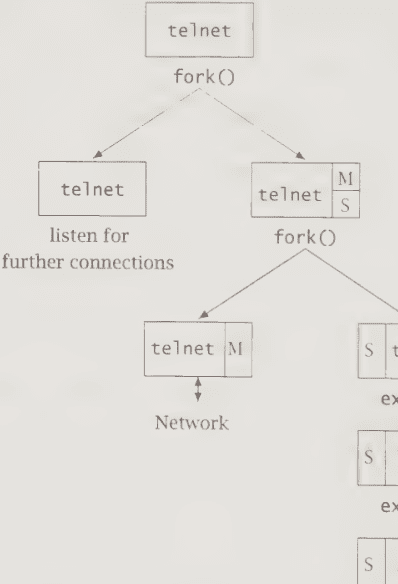 telnet
fork()
telnet
telnet M
S
listen for
further connections
fork()
telnet M
S
Network
S
S